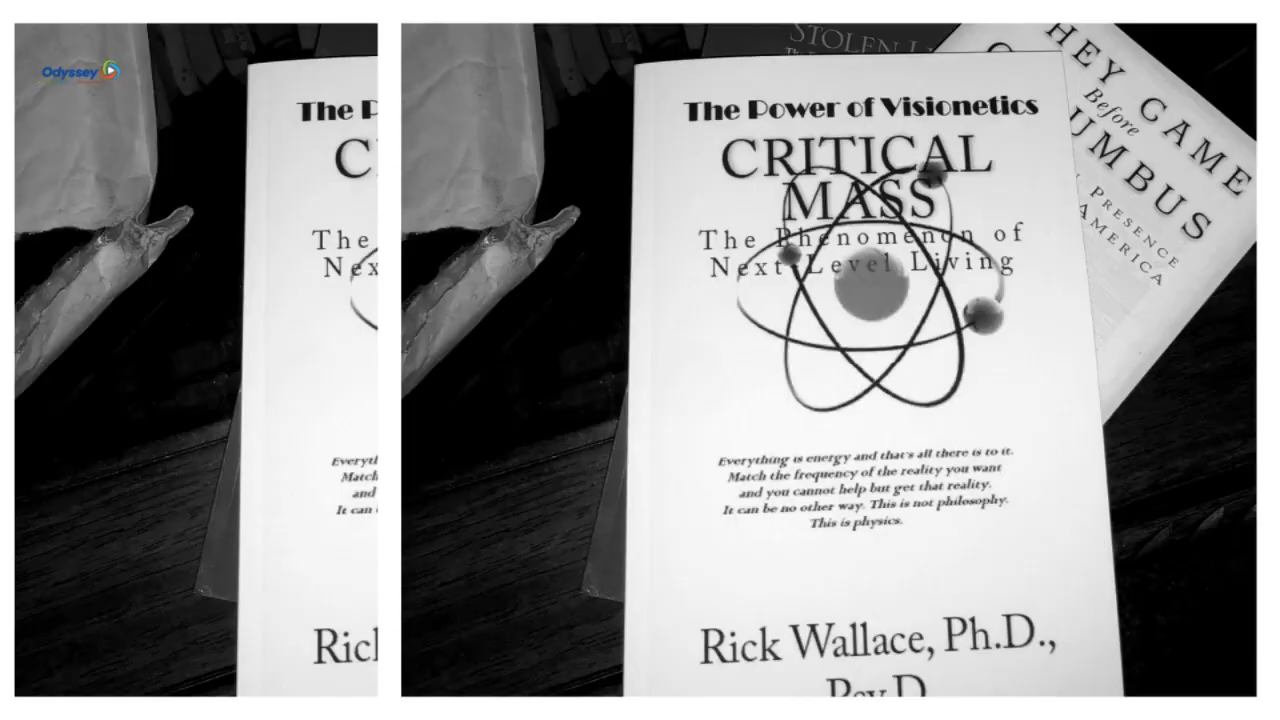 Odyssey
The P
C
The
Nex
Everyt
Match
and
It can
Ric
STOLEN
The Power of Visionetics
CRITICAL
MASS
The Phenomenon of
Next-Level Living
Everything is energy and that's all there is to it.
Match the frequency of the reality you want
and you cannot help but get that reality.
It can be no other way. This is not philosophy.
This is physics.
Rick Wallace, Ph.D.,
Psy.D.
HEY CAME
Before
UMBUS
PRESENCE
AMERICA